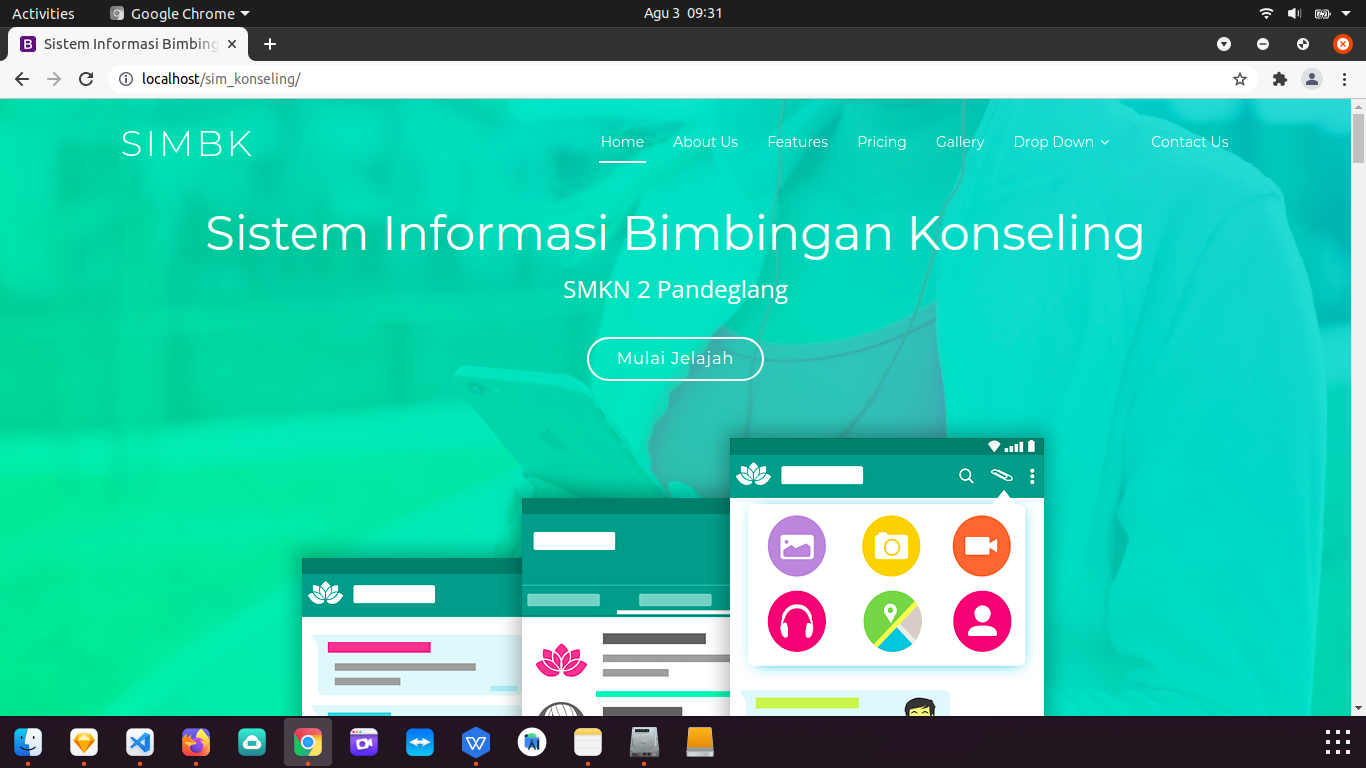 Activities
Google Chrome
Agu 3 09:31
Sistem Informasi Bimbing
localhost/sim_konseling/
SIMBK
Home
About Us
Features
Pricing
Gallery
Drop Down
Contact Us
Sistem Informasi Bimbingan Konseling
SMKN 2 Pandeglang
Mulai Jelajah